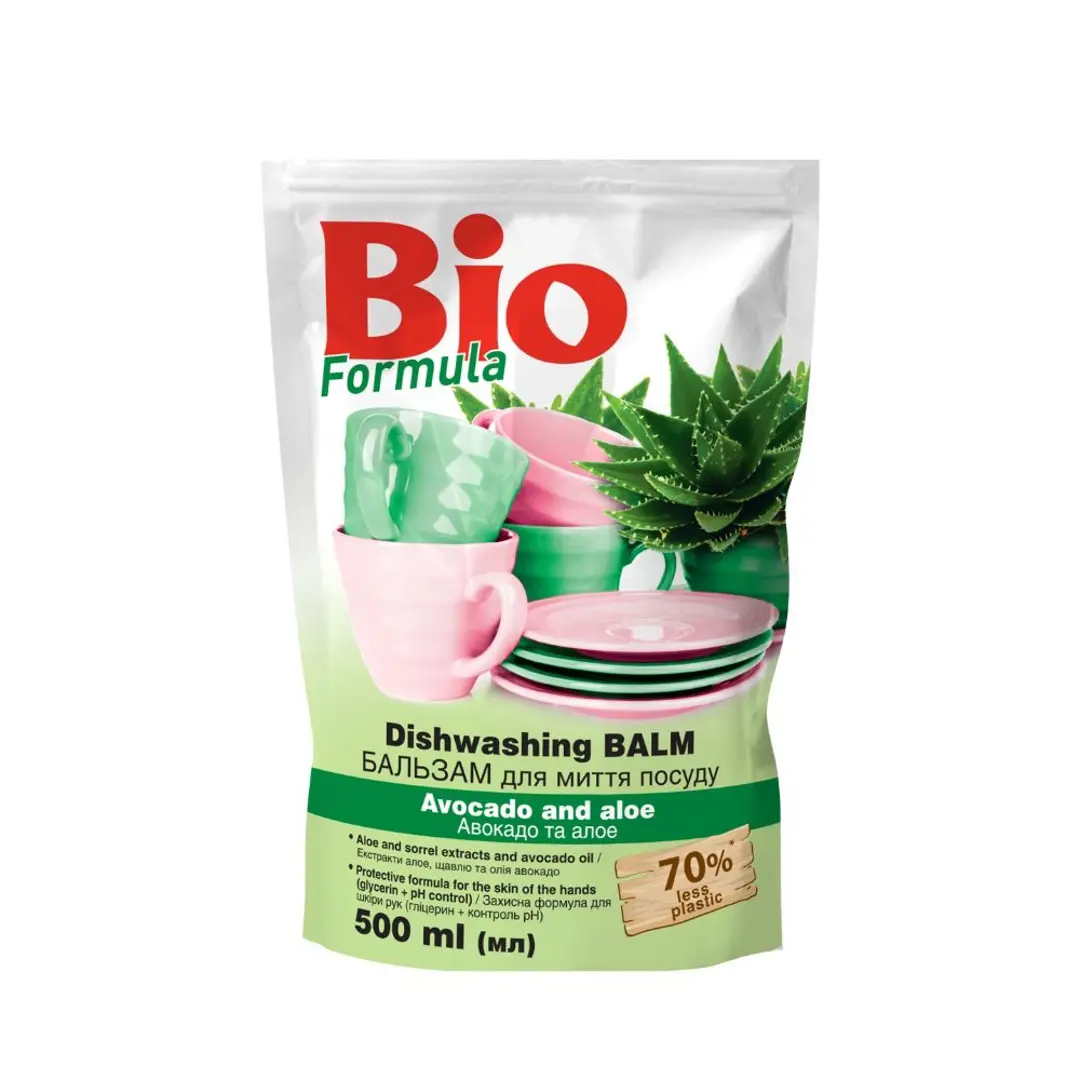 Bio
Formula
Dishwashing BALM
БАЛЬЗАМ для миття посуду
Avocado and aloe
Авокадо та алое
• Aloe and sorrel extracts and avocado oil /
Екстракти алое, щавлю та олія авокадо
• Protective formula for the skin of the hands
(glycerin + pH control) / Захисна формула для
шкіри рук (гліцерин + контроль pH)
70%*
less
plastic
500 ml (мл)